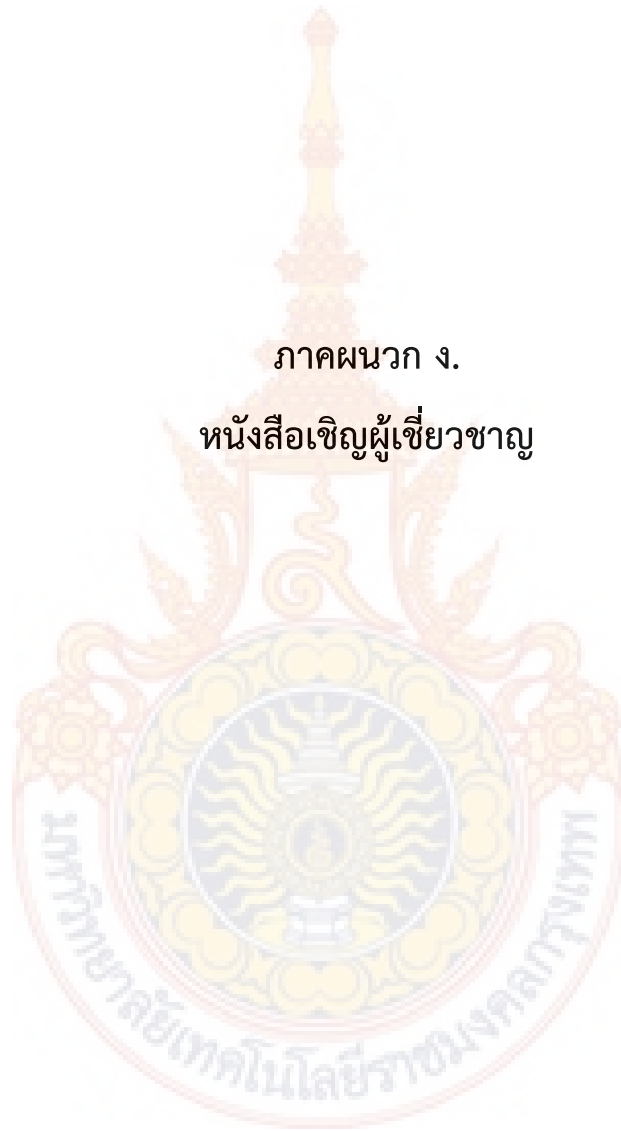 ภาคผนวก ง.
หนังสือเชิญผู้เชี่ยวชาญ
มหาวิทยาลัยเทคโนโลยีราชมงคลกรุงเทพ